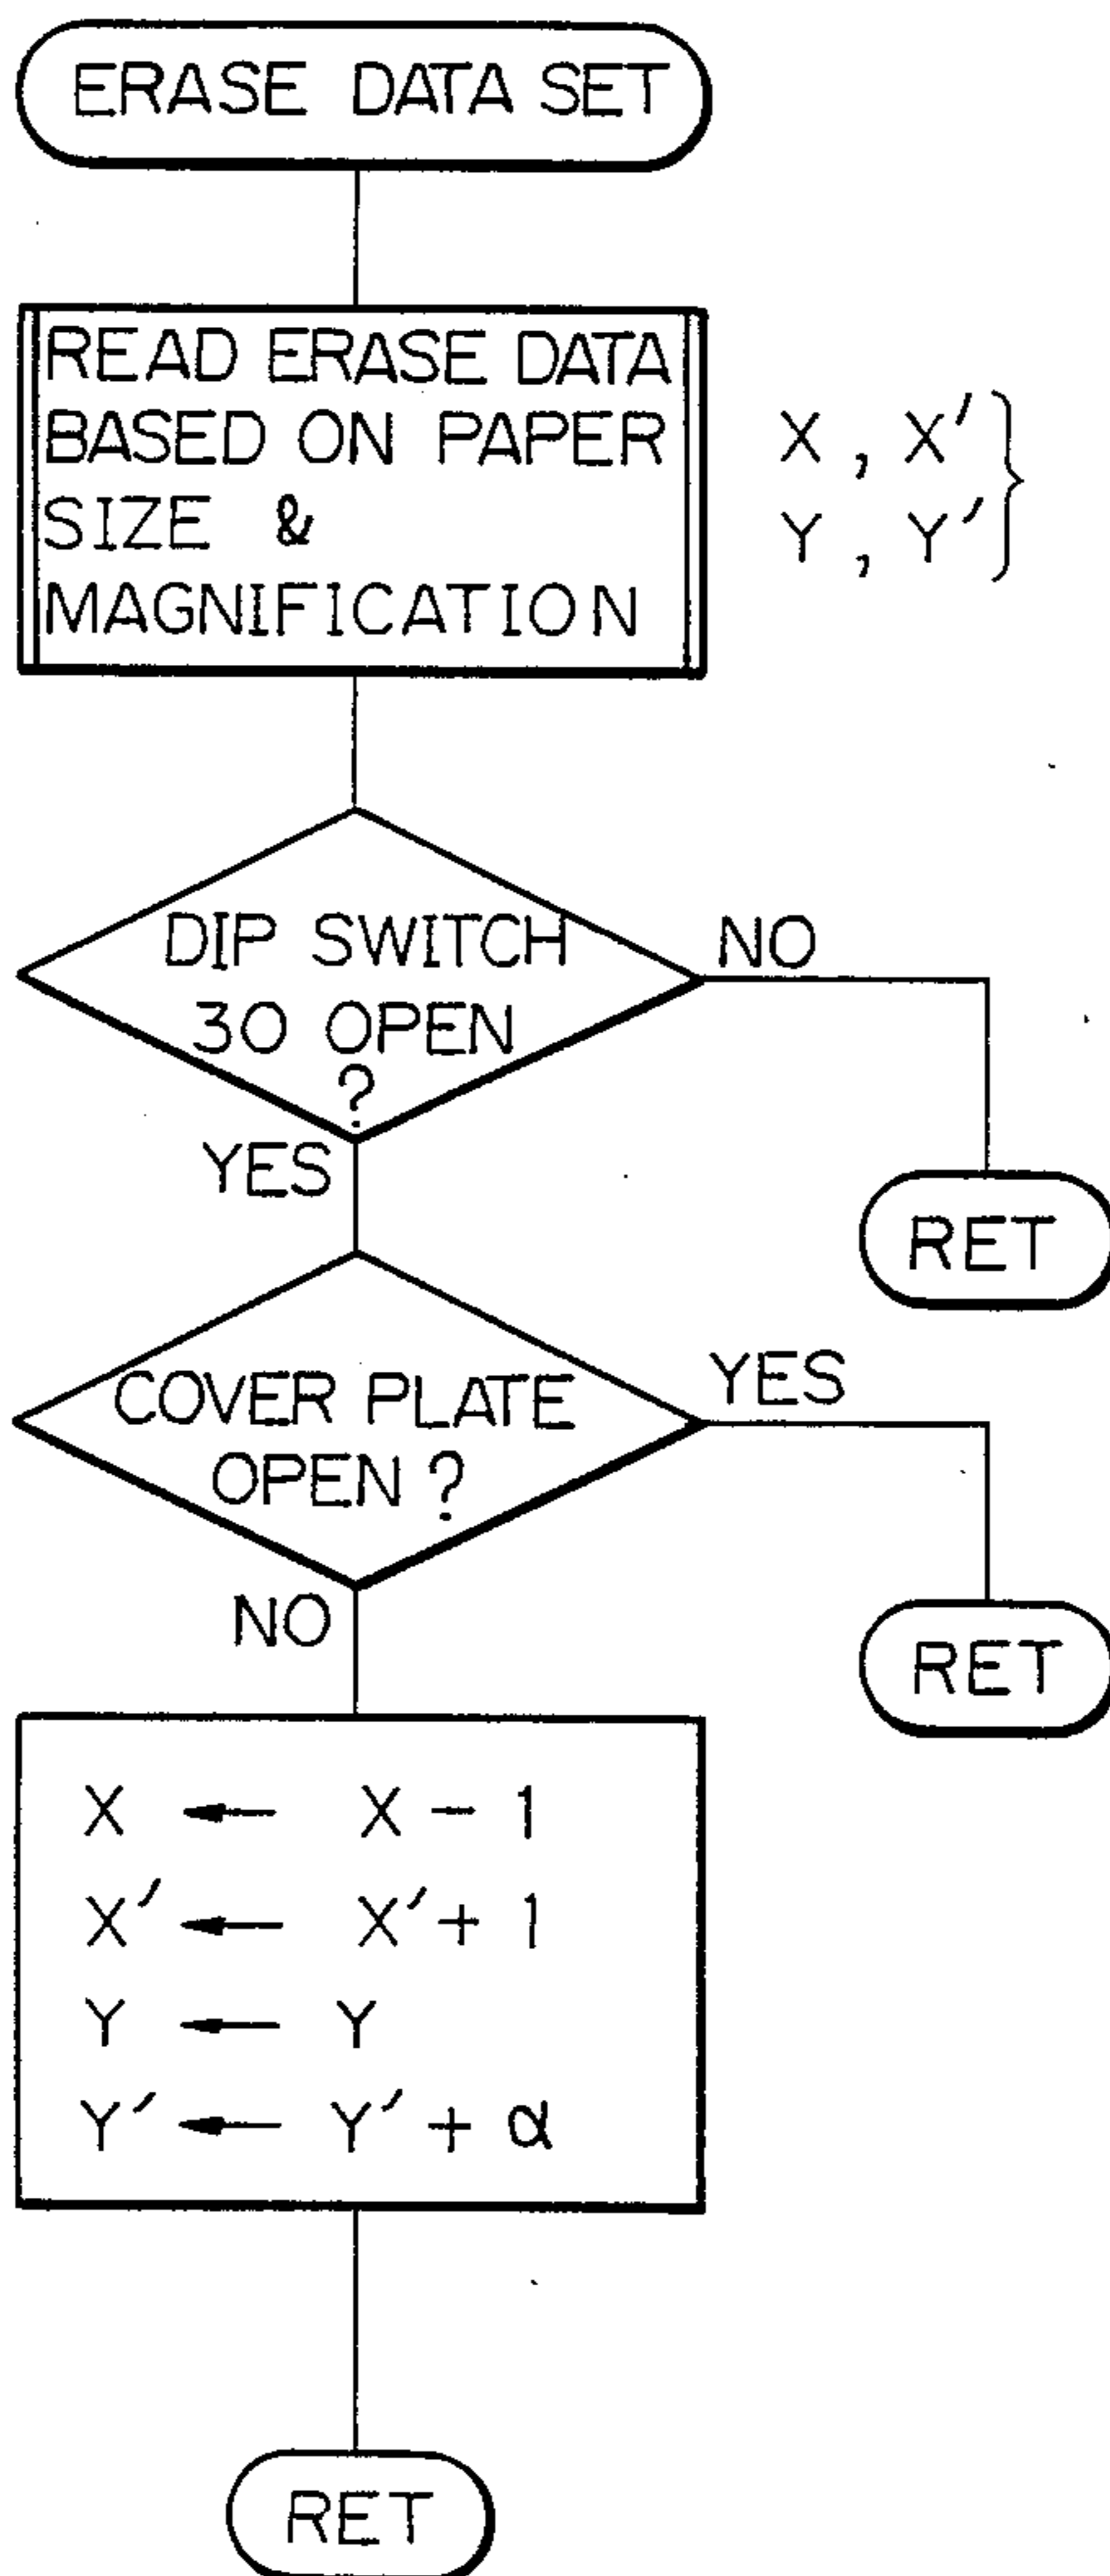 ERASE DATA SET
READ ERASE DATA
BASED ON PAPER
SIZE &
MAGNIFICATION
X, X′ }
Y, Y′
DIP SWITCH
30 OPEN
?
NO
YES
RET
COVER PLATE
OPEN ?
YES
NO
RET
X ← X − 1
X′ ← X′ + 1
Y ← Y
Y′ ← Y′ + α
RET